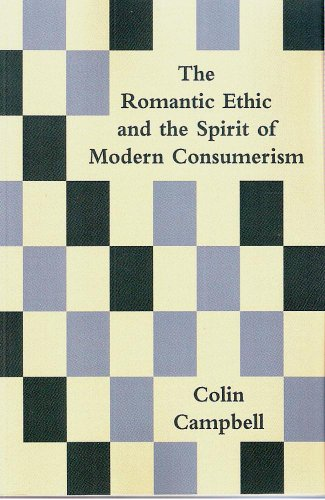 The
Romantic Ethic
and the Spirit of
Modern Consumerism
Colin
Campbell